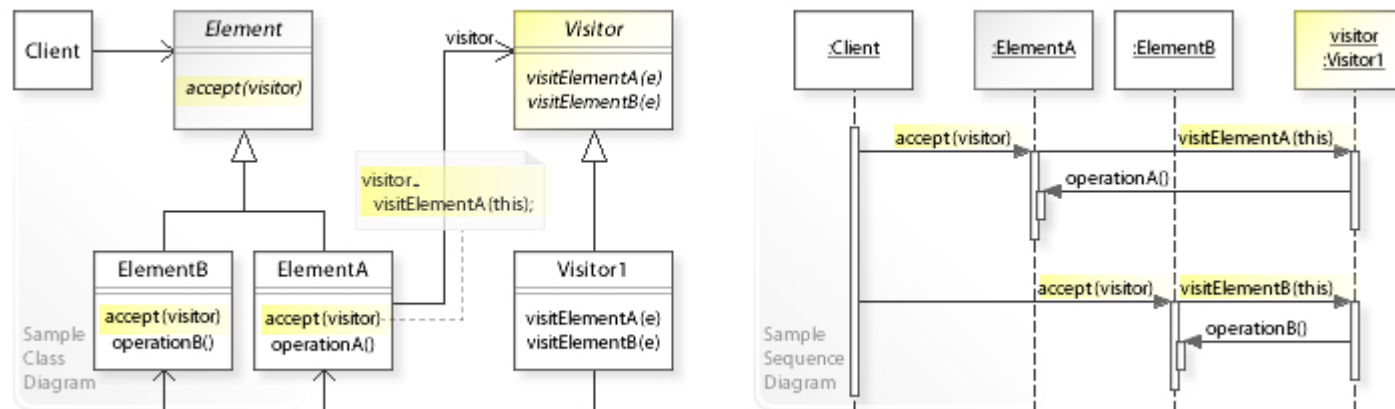 Client
Element
accept(visitor)
visitor
Visitor
visitElementA(e)
visitElementB(e)
visitor.
visitElementA(this);
ElementB
accept(visitor)
operationB()
ElementA
accept(visitor)
operationA()
Visitor1
visitElementA(e)
visitElementB(e)
Sample
Class
Diagram
:Client
:ElementA
:ElementB
visitor
:Visitor1
accept(visitor)
visitElementA(this)
operationA()
accept(visitor)
visitElementB(this)
operationB()
Sample
Sequence
Diagram